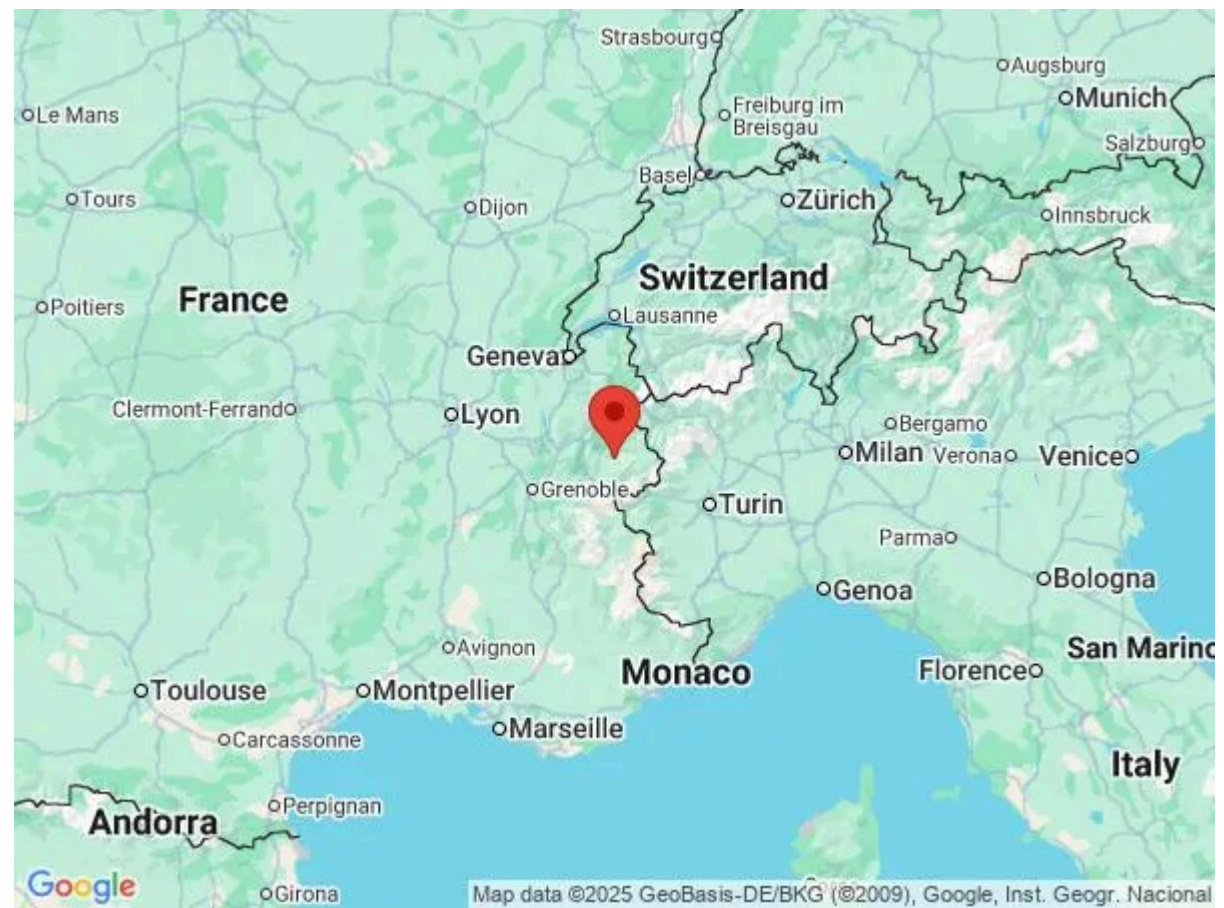 Strasbourg
Augsburg
Munich
Le Mans
Freiburg im
Breisgau
Salzburg
Basel
Tours
Dijon
Zürich
Innsbruck
Switzerland
France
Poitiers
Lausanne
Geneva
Clermont-Ferrand
Lyon
Bergamo
Milan
Verona
Venice
Grenoble
Turin
Parma
Bologna
Genoa
Avignon
San Marino
Monaco
Florence
Toulouse
Montpellier
Marseille
Carcassonne
Italy
Perpignan
Andorra
Google
Girona
Map data ©2025 GeoBasis-DE/BKG (©2009), Google, Inst. Geogr. Nacional